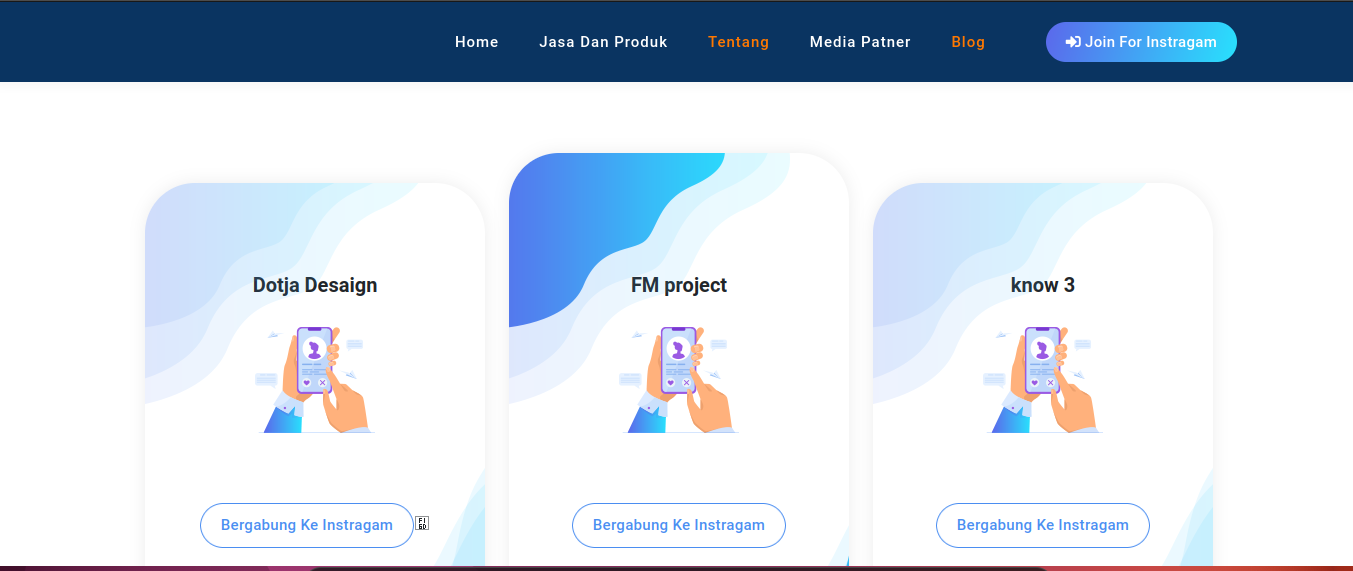 Home Jasa Dan Produk Tentang Media Patner Blog Join For Instragam
Dotja Desaign
FM project
know 3
Bergabung Ke Instragam
Bergabung Ke Instragam
Bergabung Ke Instragam